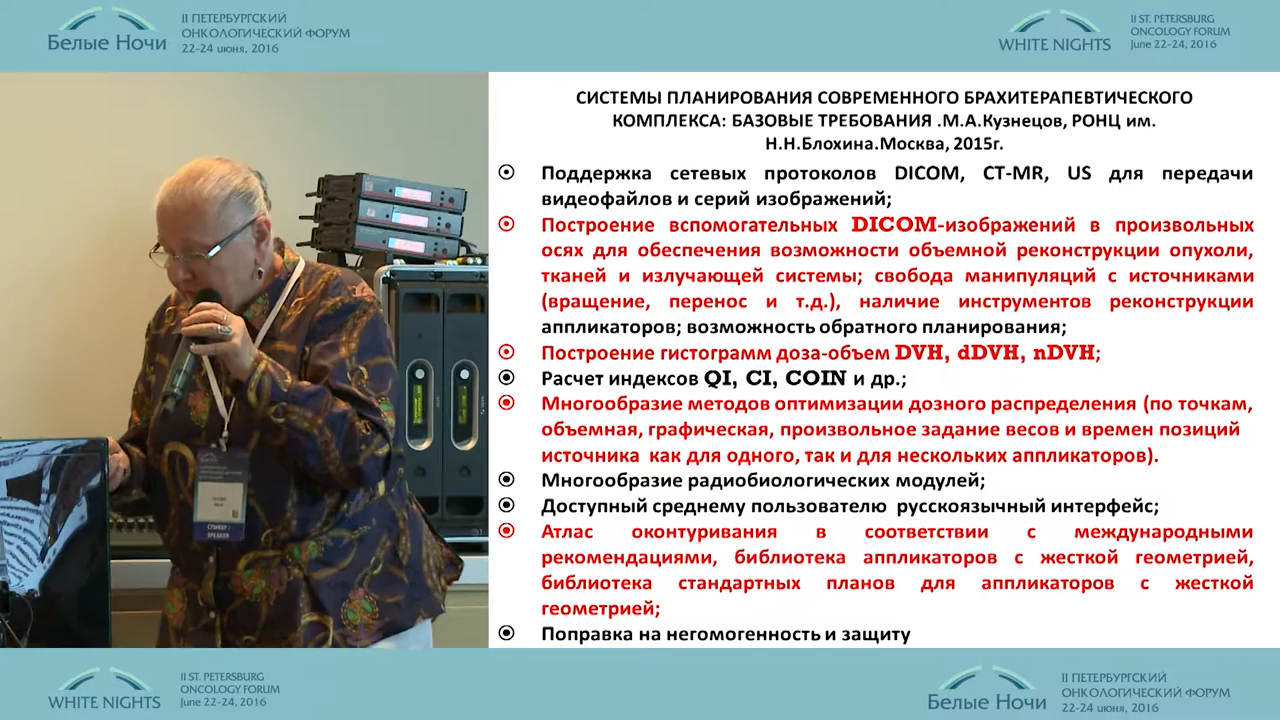 Белые Ночи
II ПЕТЕРБУРГСКИЙ
ОНКОЛОГИЧЕСКИЙ ФОРУМ
22-24 июня, 2016
WHITE NIGHTS
II ST. PETERSBURG
ONCOLOGY FORUM
June 22-24, 2016
СИСТЕМЫ ПЛАНИРОВАНИЯ СОВРЕМЕННОГО БРАХИТЕРАПЕВТИЧЕСКОГО
КОМПЛЕКСА: БАЗОВЫЕ ТРЕБОВАНИЯ .М.А.Кузнецов, РОНЦ им.
Н.Н.Блохина.Москва, 2015г.
Поддержка сетевых протоколов DICOM, CT-MR, US для передачи
видеофайлов и серий изображений;
Построение вспомогательных DICOM-изображений в произвольных
осях для обеспечения возможности объемной реконструкции опухоли,
тканей и излучающей системы; свобода манипуляций с источниками
(вращение, перенос и т.д.), наличие инструментов реконструкции
аппликаторов; возможность обратного планирования;
Построение гистограмм доза-объем DVH, dDVH, nDVH;
Расчет индексов QI, CI, COIN и др.;
Многообразие методов оптимизации дозного распределения (по точкам,
объемная, графическая, произвольное задание весов и времен позиций
источника как для одного, так и для нескольких аппликаторов).
Многообразие радиобиологических модулей;
Доступный среднему пользователю русскоязычный интерфейс;
Атлас оконтуривания в соответствии с международными
рекомендациями, библиотека аппликаторов с жесткой геометрией,
библиотека стандартных планов для аппликаторов с жесткой
геометрией;
Поправка на негомогенность и защиту
СПИКЕР /
SPEAKER
WHITE NIGHTS
II ST. PETERSBURG
ONCOLOGY FORUM
June 22-24, 2016
Белые Ночи
II ПЕТЕРБУРГСКИЙ
ОНКОЛОГИЧЕСКИЙ ФОРУМ
22-24 июня, 2016